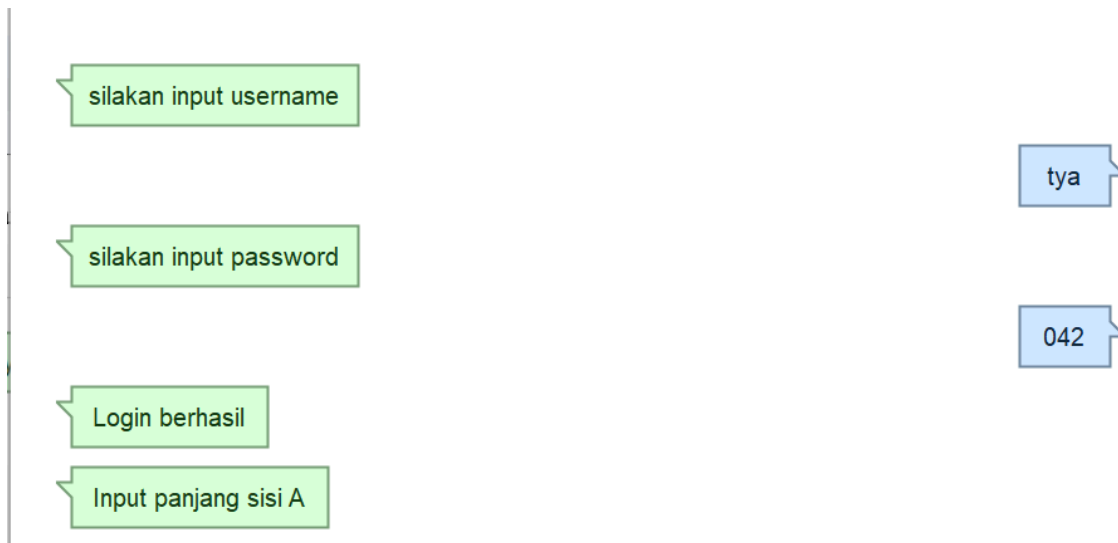 silakan input username
tya
silakan input password
042
Login berhasil
Input panjang sisi A